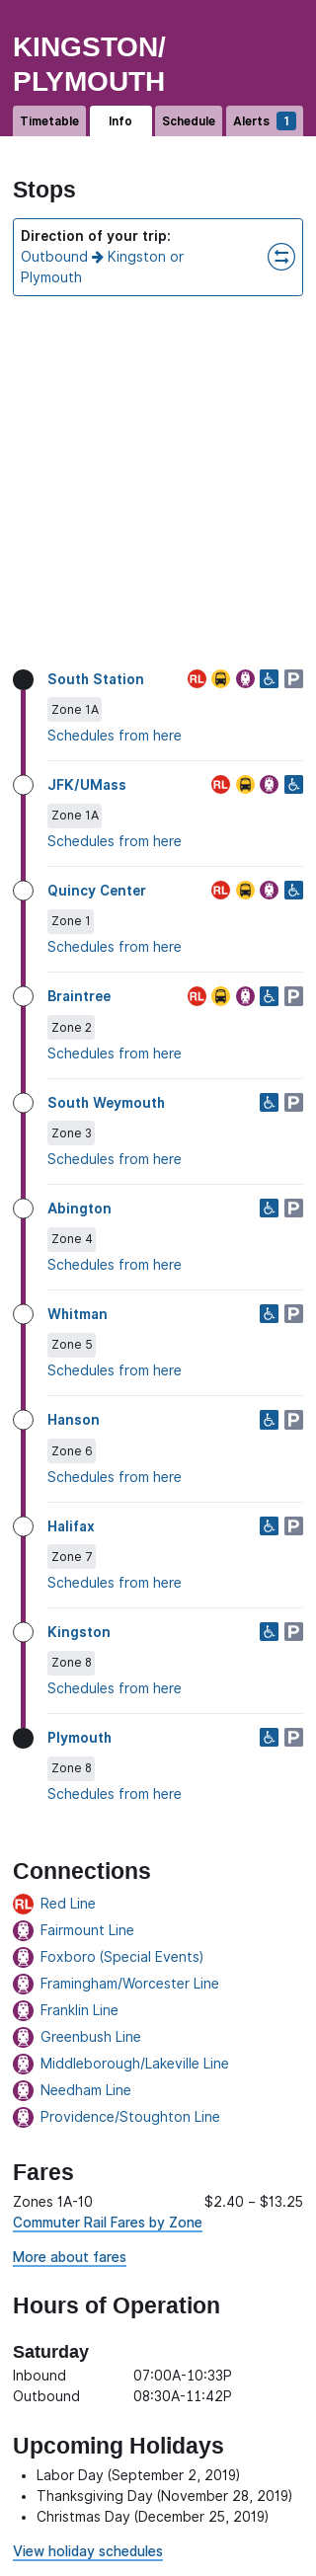 KINGSTON/
PLYMOUTH
Timetable Info Schedule Alerts 1
Stops
Direction of your trip:
Outbound → Kingston or
Plymouth
South Station RL P
Zone 1A
Schedules from here
JFK/UMass RL
Zone 1A
Schedules from here
Quincy Center RL
Zone 1
Schedules from here
Braintree RL P
Zone 2
Schedules from here
South Weymouth P
Zone 3
Schedules from here
Abington P
Zone 4
Schedules from here
Whitman P
Zone 5
Schedules from here
Hanson P
Zone 6
Schedules from here
Halifax P
Zone 7
Schedules from here
Kingston P
Zone 8
Schedules from here
Plymouth P
Zone 8
Schedules from here
Connections
RL Red Line
Fairmount Line
Foxboro (Special Events)
Framingham/Worcester Line
Franklin Line
Greenbush Line
Middleborough/Lakeville Line
Needham Line
Providence/Stoughton Line
Fares
Zones 1A-10 $2.40 – $13.25
Commuter Rail Fares by Zone
More about fares
Hours of Operation
Saturday
Inbound 07:00A-10:33P
Outbound 08:30A-11:42P
Upcoming Holidays
• Labor Day (September 2, 2019)
• Thanksgiving Day (November 28, 2019)
• Christmas Day (December 25, 2019)
View holiday schedules